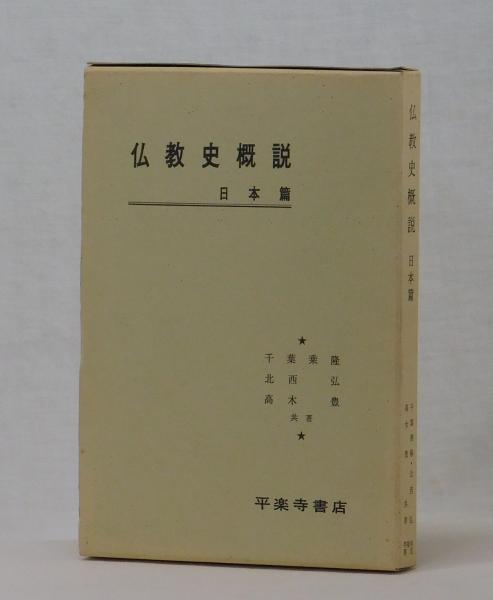 仏教史概説
日本篇
★
千葉乗隆
北西弘
高木豊
共著
★
平楽寺書店
仏教史概説 日本篇